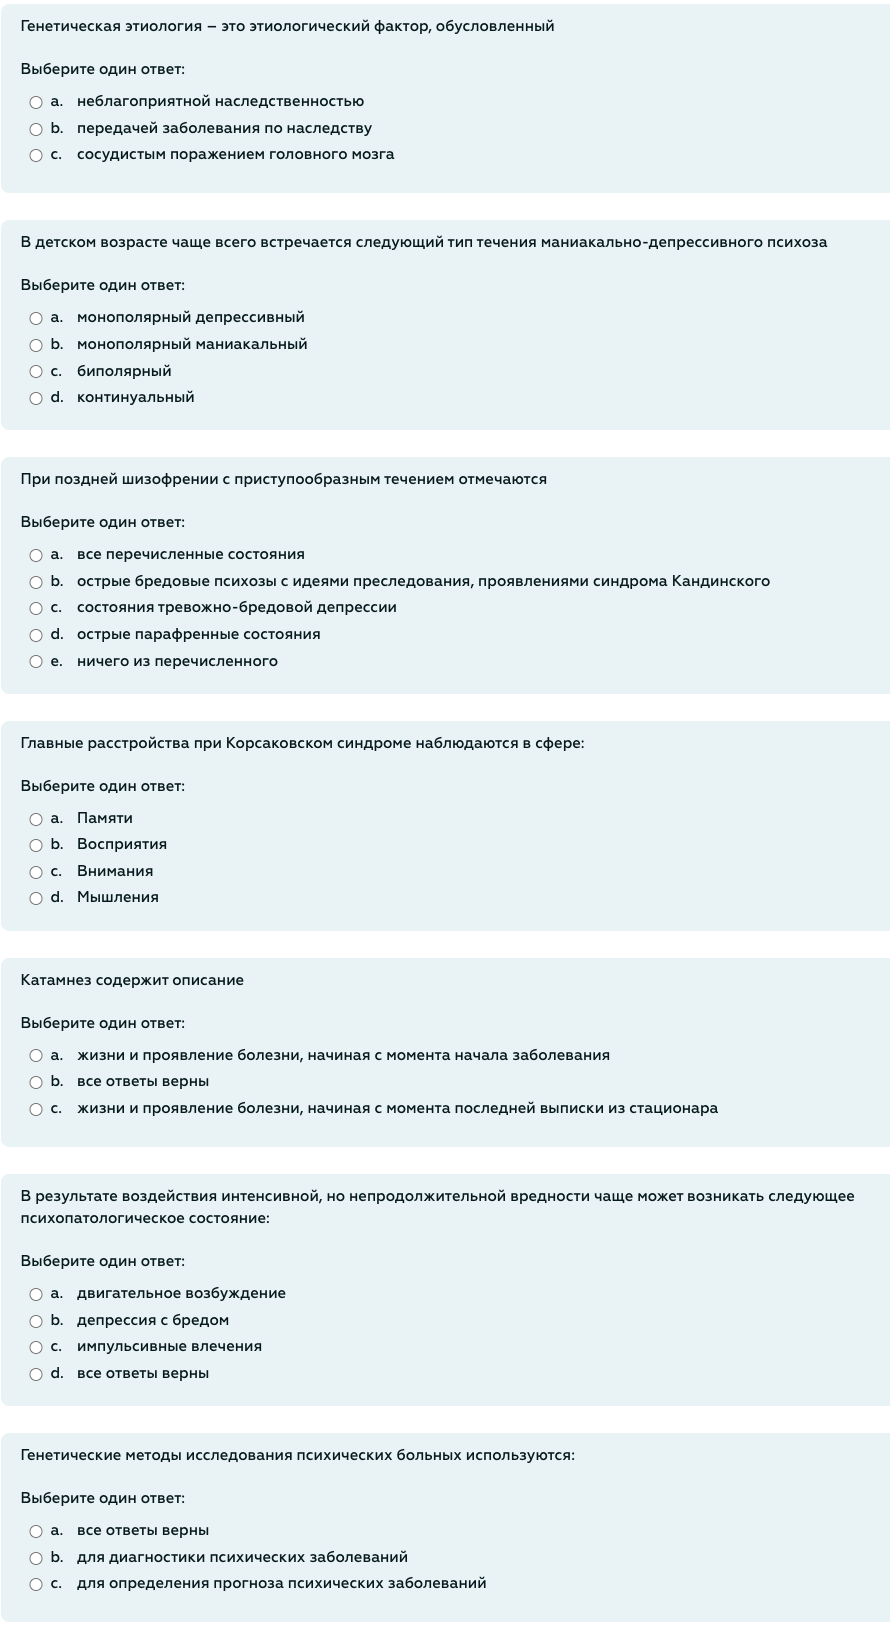 Генетическая этиология – это этиологический фактор, обусловленный
Выберите один ответ:
a. неблагоприятной наследственностью
b. передачей заболевания по наследству
c. сосудистым поражением головного мозга
В детском возрасте чаще всего встречается следующий тип течения маниакально-депрессивного психоза
Выберите один ответ:
a. монополярный депрессивный
b. монополярный маниакальный
c. биполярный
d. континуальный
При поздней шизофрении с приступообразным течением отмечаются
Выберите один ответ:
a. все перечисленные состояния
b. острые бредовые психозы с идеями преследования, проявлениями синдрома Кандинского
c. состояния тревожно-бредовой депрессии
d. острые парафренные состояния
e. ничего из перечисленного
Главные расстройства при Корсаковском синдроме наблюдаются в сфере:
Выберите один ответ:
a. Памяти
b. Восприятия
c. Внимания
d. Мышления
Катамнез содержит описание
Выберите один ответ:
a. жизни и проявление болезни, начиная с момента начала заболевания
b. все ответы верны
c. жизни и проявление болезни, начиная с момента последней выписки из стационара
В результате воздействия интенсивной, но непродолжительной вредности чаще может возникать следующее
психопатологическое состояние:
Выберите один ответ:
a. двигательное возбуждение
b. депрессия с бредом
c. импульсивные влечения
d. все ответы верны
Генетические методы исследования психических больных используются:
Выберите один ответ:
a. все ответы верны
b. для диагностики психических заболеваний
c. для определения прогноза психических заболеваний